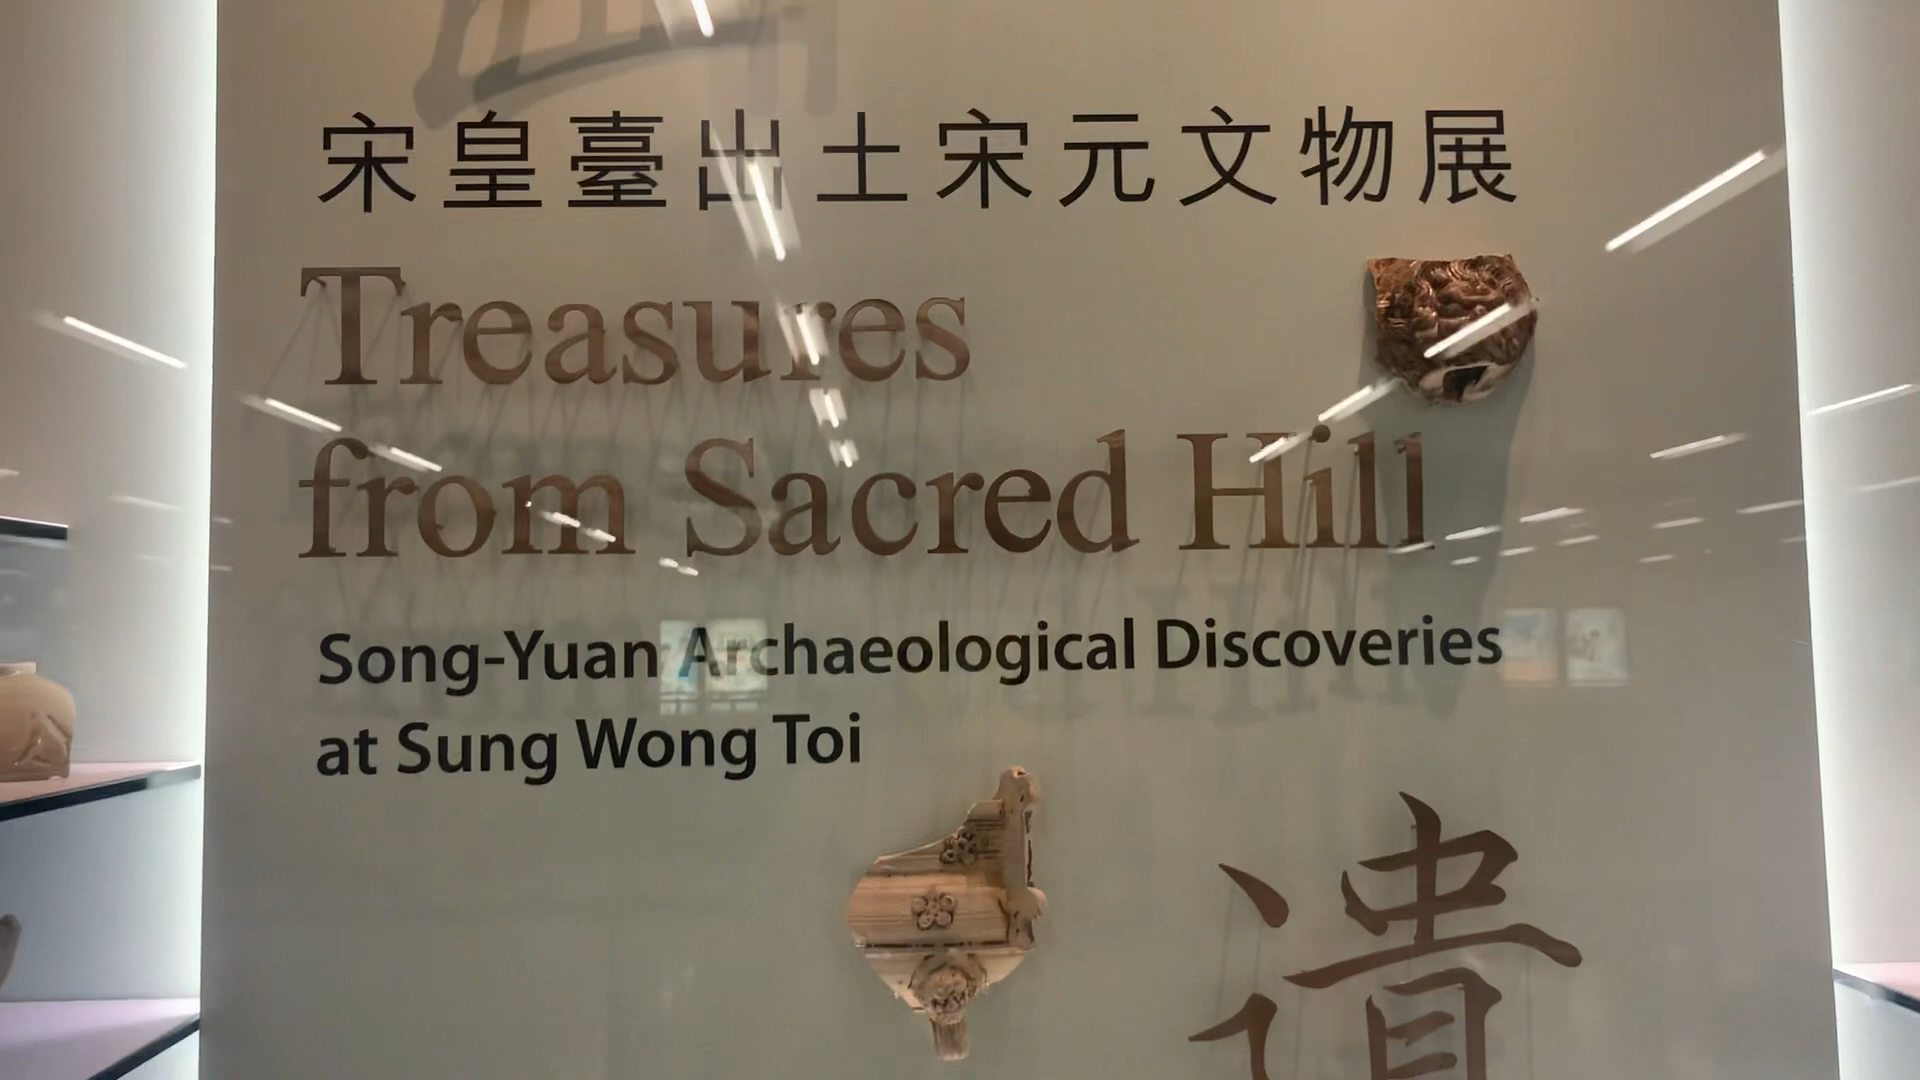 宋皇臺出土宋元文物展
Treasures
from Sacred Hill
Song-Yuan Archaeological Discoveries
at Sung Wong Toi
遺